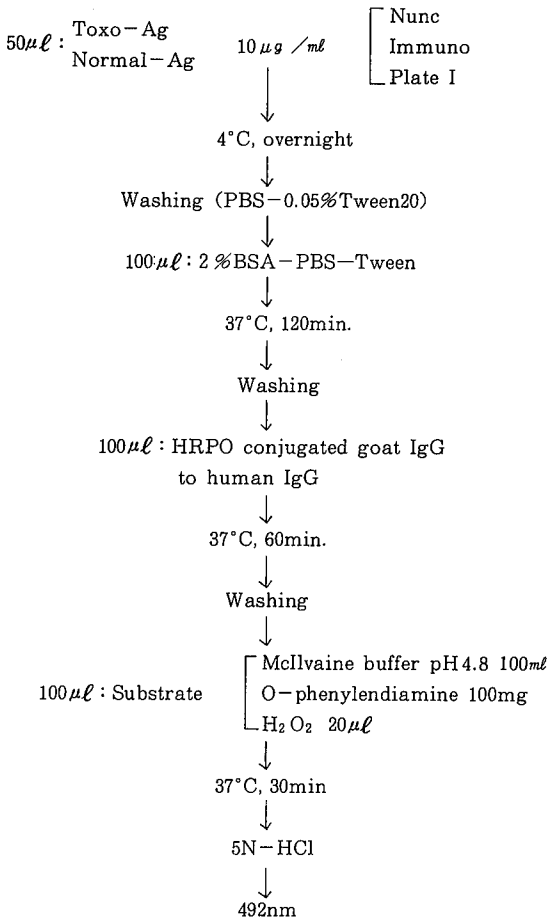 50μℓ : Toxo-Ag
Normal-Ag
10μg /mℓ
Nunc
Immuno
Plate I
4°C, overnight
Washing (PBS-0.05%Tween20)
100μℓ : 2 %BSA-PBS-Tween
37°C, 120min.
Washing
100μℓ : HRPO conjugated goat IgG
to human IgG
37°C, 60min.
Washing
100μℓ : Substrate
McIlvaine buffer pH4.8 100mℓ
O-phenylendiamine 100mg
H₂O₂ 20μℓ
37°C, 30min
5N-HCl
492nm